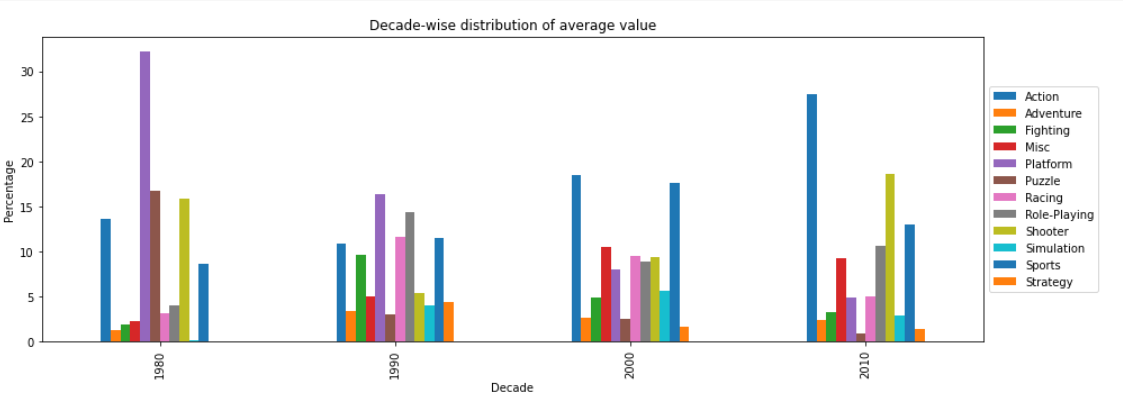 Decade-wise distribution of average value
Percentage
30
25
20
15
10
5
0
1980
1990
2000
2010
Decade
Action
Adventure
Fighting
Misc
Platform
Puzzle
Racing
Role-Playing
Shooter
Simulation
Sports
Strategy